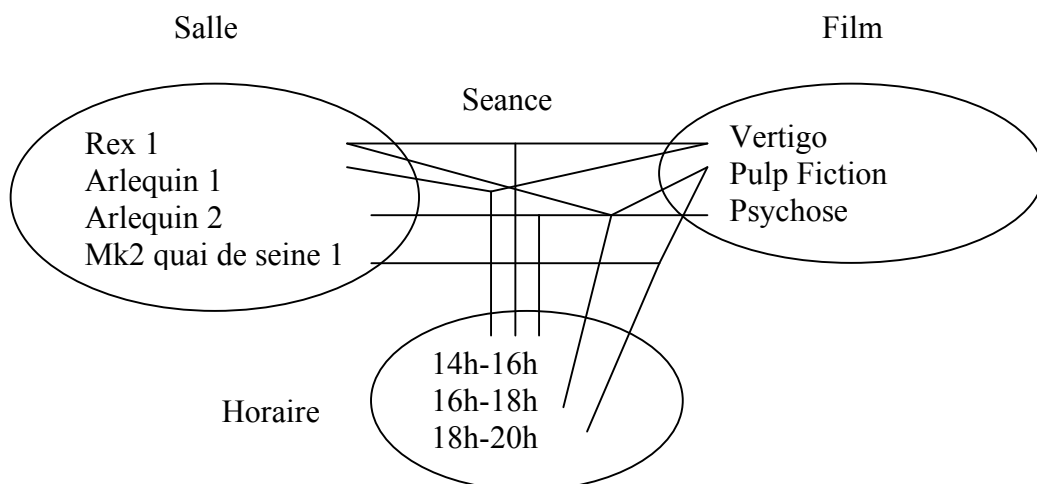 Salle
Film
Seance
Rex 1
Arlequin 1
Arlequin 2
Mk2 quai de seine 1
Vertigo
Pulp Fiction
Psychose
14h-16h
16h-18h
18h-20h
Horaire